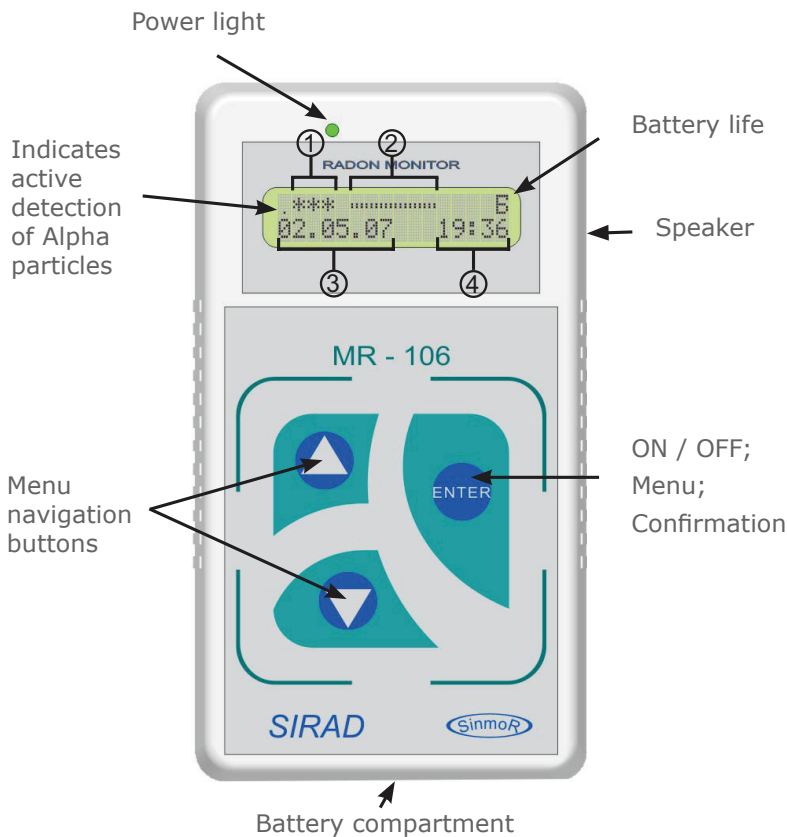 Power light
Indicates
active
detection
of Alpha
particles
① ②
RADON MONITOR
.*** B
02.05.07 19:36
③ ④
Battery life
Speaker
MR - 106
ENTER
ON / OFF;
Menu;
Confirmation
Menu
navigation
buttons
SIRAD
SinmoR
Battery compartment